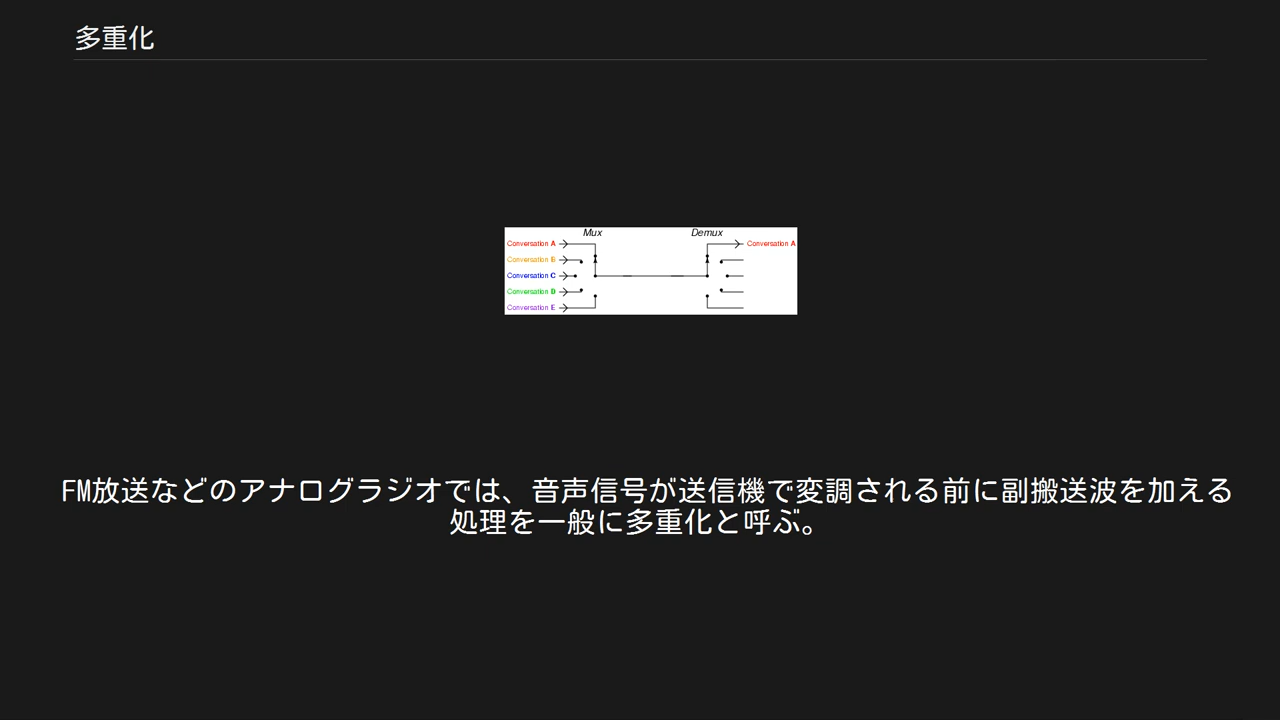 多重化
Mux
Demux
Conversation A
Conversation A
Conversation B
Conversation C
Conversation D
Conversation E
FM放送などのアナログラジオでは、音声信号が送信機で変調される前に副搬送波を加える
処理を一般に多重化と呼ぶ。